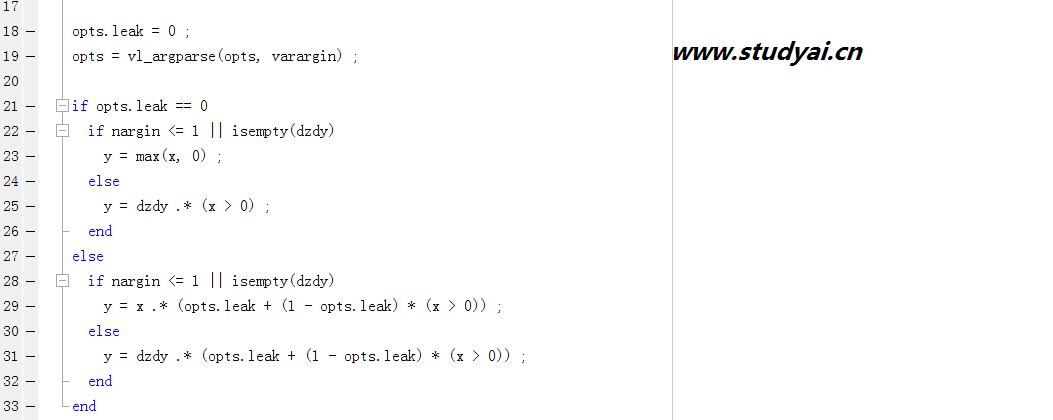 17
18 — opts.leak = 0 ;
19 — opts = vl_argparse(opts, varargin) ;
www.studyai.cn
20
21 — if opts.leak == 0
22 — if nargin <= 1 || isempty(dzdy)
23 — y = max(x, 0) ;
24 — else
25 — y = dzdy .* (x > 0) ;
26 — end
27 — else
28 — if nargin <= 1 || isempty(dzdy)
29 — y = x .* (opts.leak + (1 - opts.leak) * (x > 0)) ;
30 — else
31 — y = dzdy .* (opts.leak + (1 - opts.leak) * (x > 0)) ;
32 — end
33 — end